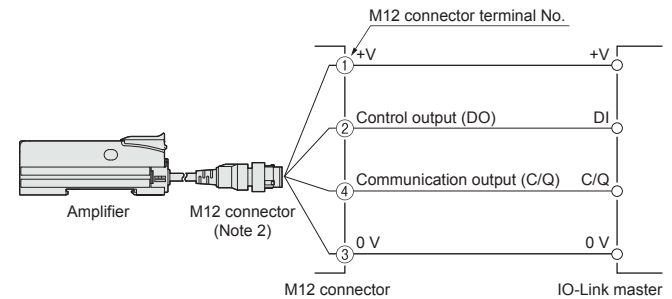 M12 connector terminal No.
1 +V +V
2 Control output (DO) DI
4 Communication output (C/Q) C/Q
3 0 V 0 V
Amplifier
M12 connector
(Note 2)
M12 connector
IO-Link master